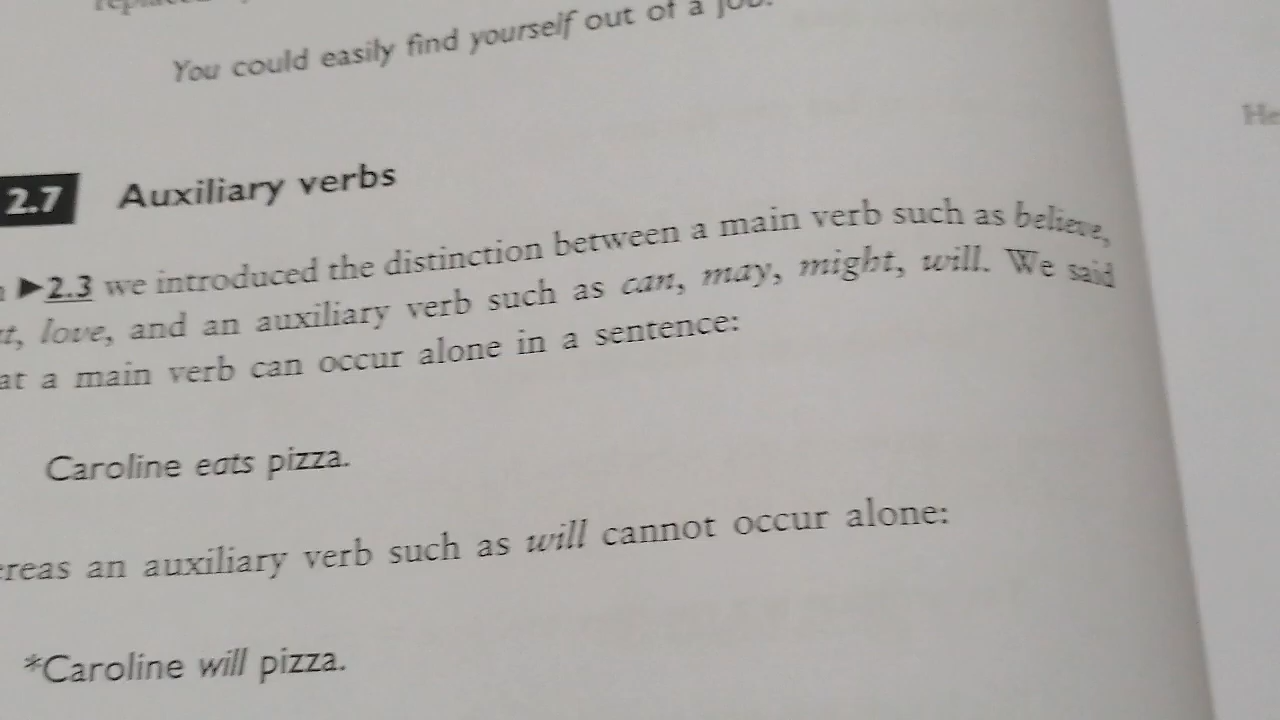 You could easily find yourself out of a job.
2.7 Auxiliary verbs
▶2.3 we introduced the distinction between a main verb such as believe,
love, and an auxiliary verb such as can, may, might, will. We said
a main verb can occur alone in a sentence:
Caroline eats pizza.
an auxiliary verb such as will cannot occur alone:
*Caroline will pizza.
He